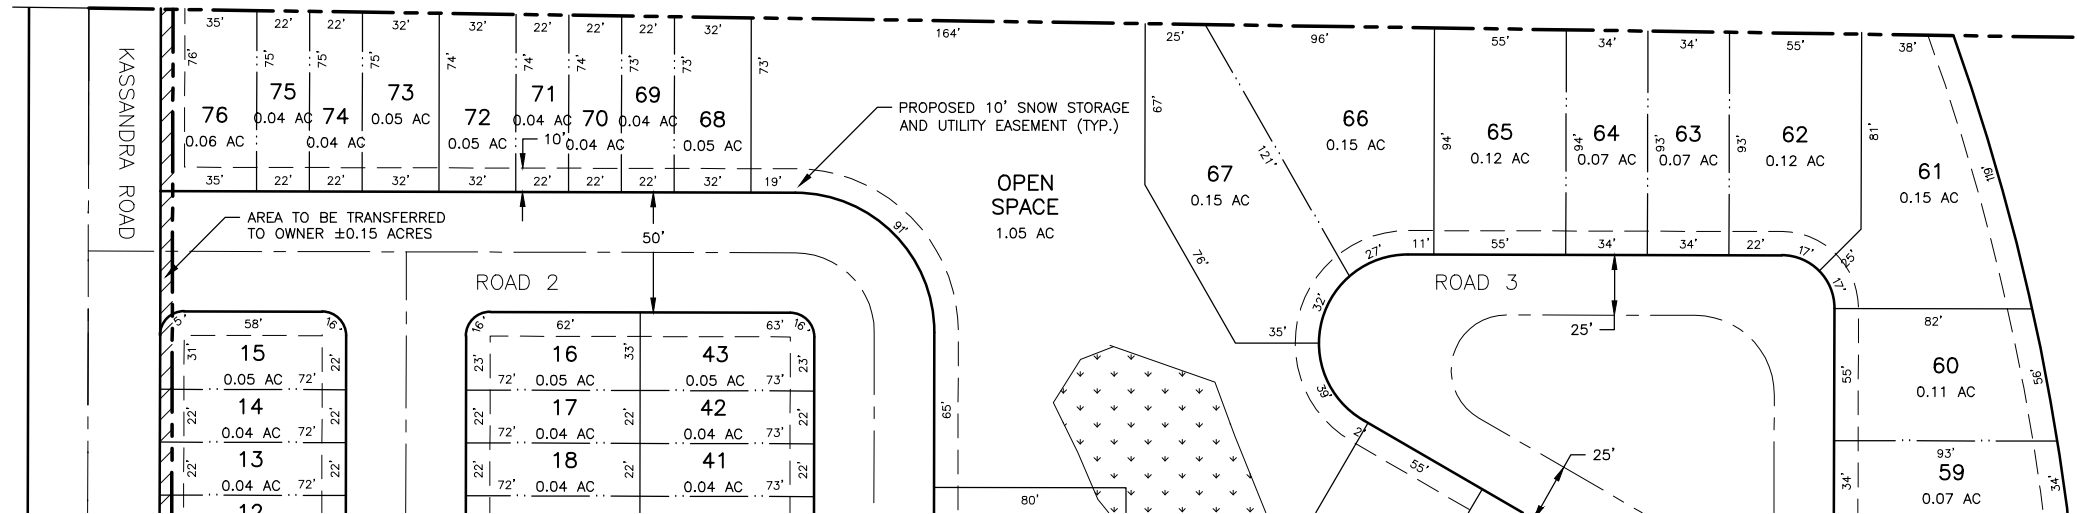 35' 22' 22' 32' 32' 22' 22' 22' 32' 164' 25' 96' 55' 34' 34' 55' 38'
KASSANDRA ROAD
76' 75' 75' 75' 74' 74' 74' 73' 73' 73'
76
0.06 AC
75
0.04 AC
74
0.04 AC
73
0.05 AC
72
0.05 AC
71
0.04 AC
70
0.04 AC
69
0.04 AC
68
0.05 AC
10'
35' 22' 22' 32' 32' 22' 22' 22' 32' 19'
PROPOSED 10' SNOW STORAGE
AND UTILITY EASEMENT (TYP.)
AREA TO BE TRANSFERRED
TO OWNER ±0.15 ACRES
50'
91'
65'
ROAD 2
OPEN
SPACE
1.05 AC
67'
76'
35'
67
0.15 AC
121'
66
0.15 AC
94'
65
0.12 AC
94'
64
0.07 AC
93'
63
0.07 AC
93'
62
0.12 AC
81'
61
0.15 AC
119'
27' 11' 55' 34' 34' 22' 17' 25'
17'
32'
39'
2'
55'
ROAD 3
25'
25'
82'
60
0.11 AC
55'
56'
93'
59
0.07 AC
34'
34'
5' 58' 16'
31'
15
0.05 AC
22'
72'
22'
14
0.04 AC
22'
72'
22'
13
0.04 AC
22'
72'
12
16' 62' 63' 16'
23'
16
0.05 AC
72'
33'
43
0.05 AC
73'
23'
22'
17
0.04 AC
72'
22'
42
0.04 AC
73'
22'
22'
18
0.04 AC
72'
22'
41
0.04 AC
73'
22'
80'